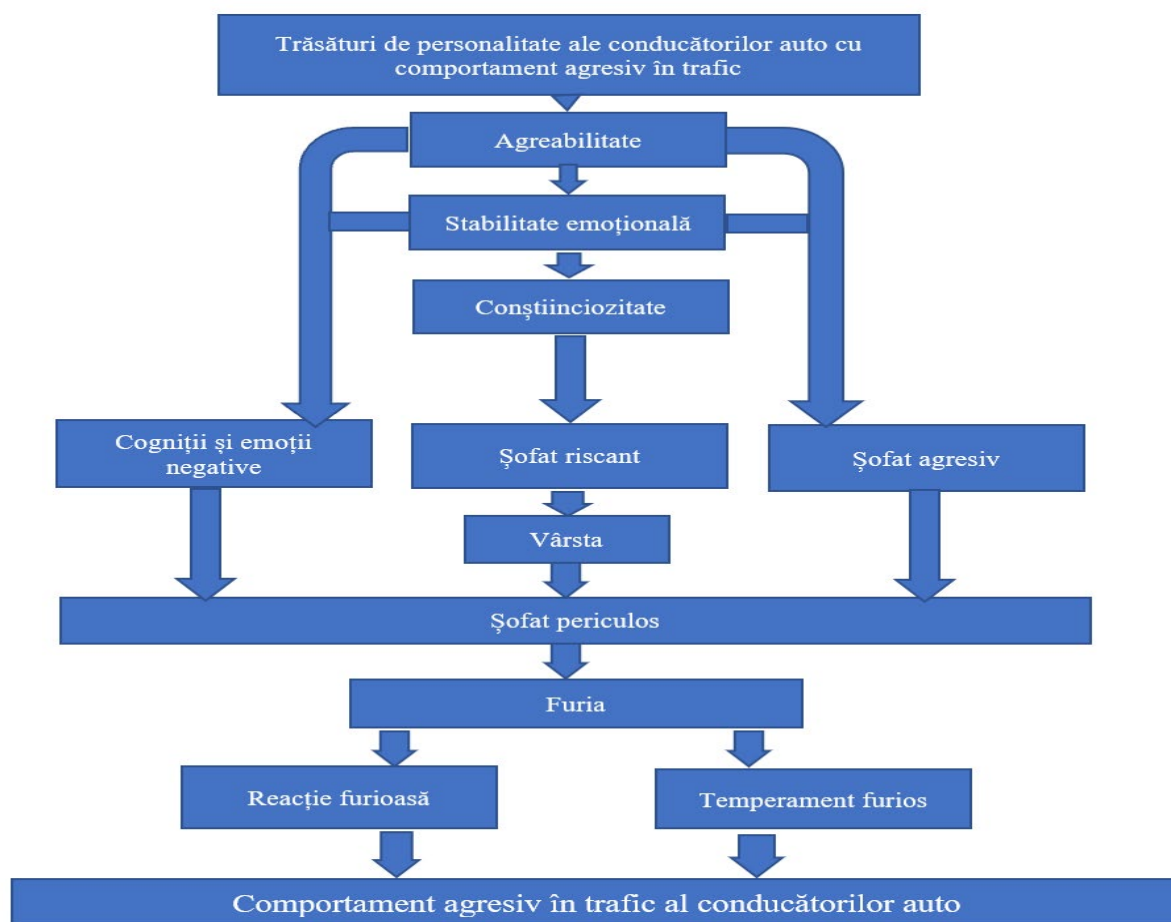 Trăsături de personalitate ale conducătorilor auto cu
comportament agresiv în trafic
Agreabilitate
Stabilitate emoțională
Conștiinciozitate
Cogniții și emoții
negative
Șofat riscant
Șofat agresiv
Vârsta
Șofat periculos
Furia
Reacție furioasă
Temperament furios
Comportament agresiv în trafic al conducătorilor auto